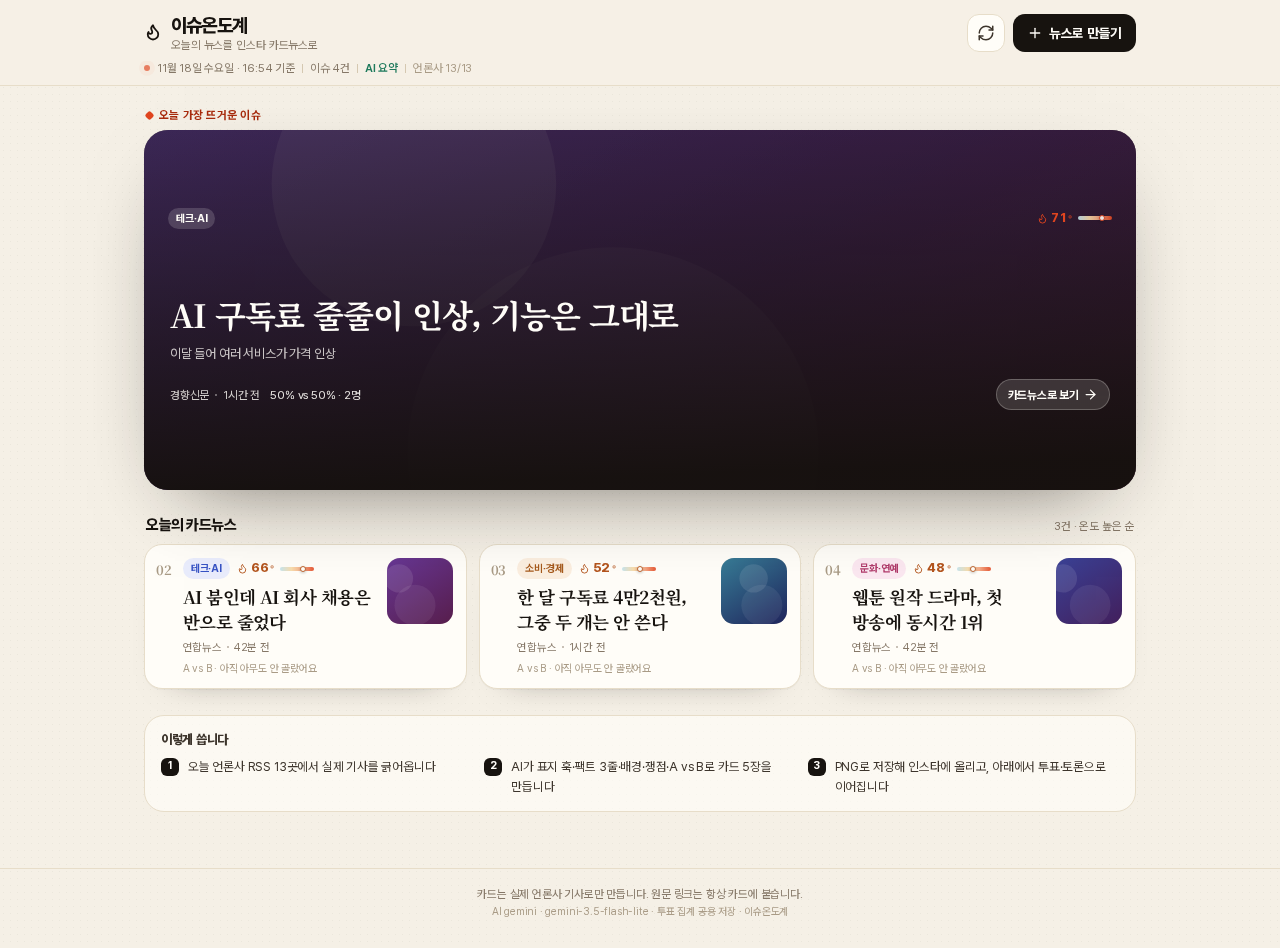 이슈온도계
오늘의 뉴스를 인스타 카드뉴스로
뉴스로 만들기
11월 18일 수요일 · 16:54 기준 | 이슈 4건 | AI 요약 | 언론사 13/13
오늘 가장 뜨거운 이슈
테크·AI
71°
AI 구독료 줄줄이 인상, 기능은 그대로
이달 들어 여러 서비스가 가격 인상
경향신문 · 1시간 전 50% vs 50% · 2명
카드뉴스로 보기 →
오늘의 카드뉴스
3건 · 온도 높은 순
02 테크·AI 66°
AI 붐인데 AI 회사 채용은
반으로 줄었다
연합뉴스 · 42분 전
A vs B · 아직 아무도 안 골랐어요
03 소비·경제 52°
한 달 구독료 4만2천원,
그중 두 개는 안 쓴다
연합뉴스 · 1시간 전
A vs B · 아직 아무도 안 골랐어요
04 문화·연예 48°
웹툰 원작 드라마, 첫
방송에 동시간 1위
연합뉴스 · 42분 전
A vs B · 아직 아무도 안 골랐어요
이렇게 씁니다
1 오늘 언론사 RSS 13곳에서 실제 기사를 긁어옵니다
2 AI가 표지 훅·팩트 3줄·배경·쟁점·A vs B로 카드 5장을
만듭니다
3 PNG로 저장해 인스타에 올리고, 아래에서 투표·토론으로
이어집니다
카드는 실제 언론사 기사로만 만듭니다. 원문 링크는 항상 카드에 붙습니다.
AI gemini · gemini-3.5-flash-lite · 투표 집계 공용 저장 · 이슈온도계